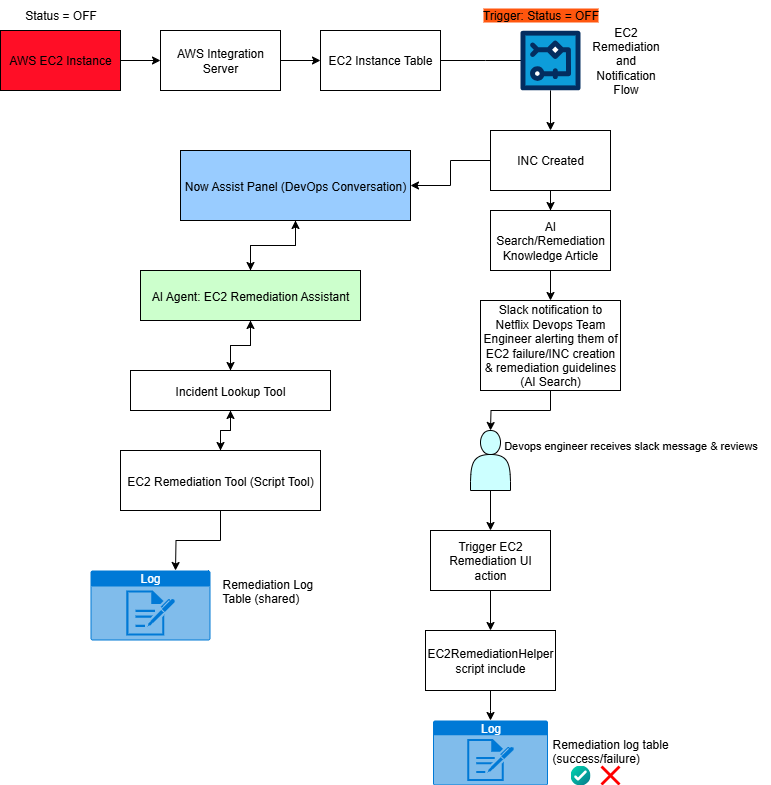 Status = OFF
Trigger: Status = OFF
AWS EC2 Instance
AWS Integration
Server
EC2 Instance Table
EC2
Remediation
and
Notification
Flow
INC Created
Now Assist Panel (DevOps Conversation)
AI
Search/Remediation
Knowledge Article
AI Agent: EC2 Remediation Assistant
Slack notification to
Netflix Devops Team
Engineer alerting them of
EC2 failure/INC creation
& remediation guidelines
(AI Search)
Incident Lookup Tool
Devops engineer receives slack message & reviews
EC2 Remediation Tool (Script Tool)
Trigger EC2
Remediation UI
action
Log
Remediation Log
Table (shared)
EC2RemediationHelper
script include
Log
Remediation log table
(success/failure)